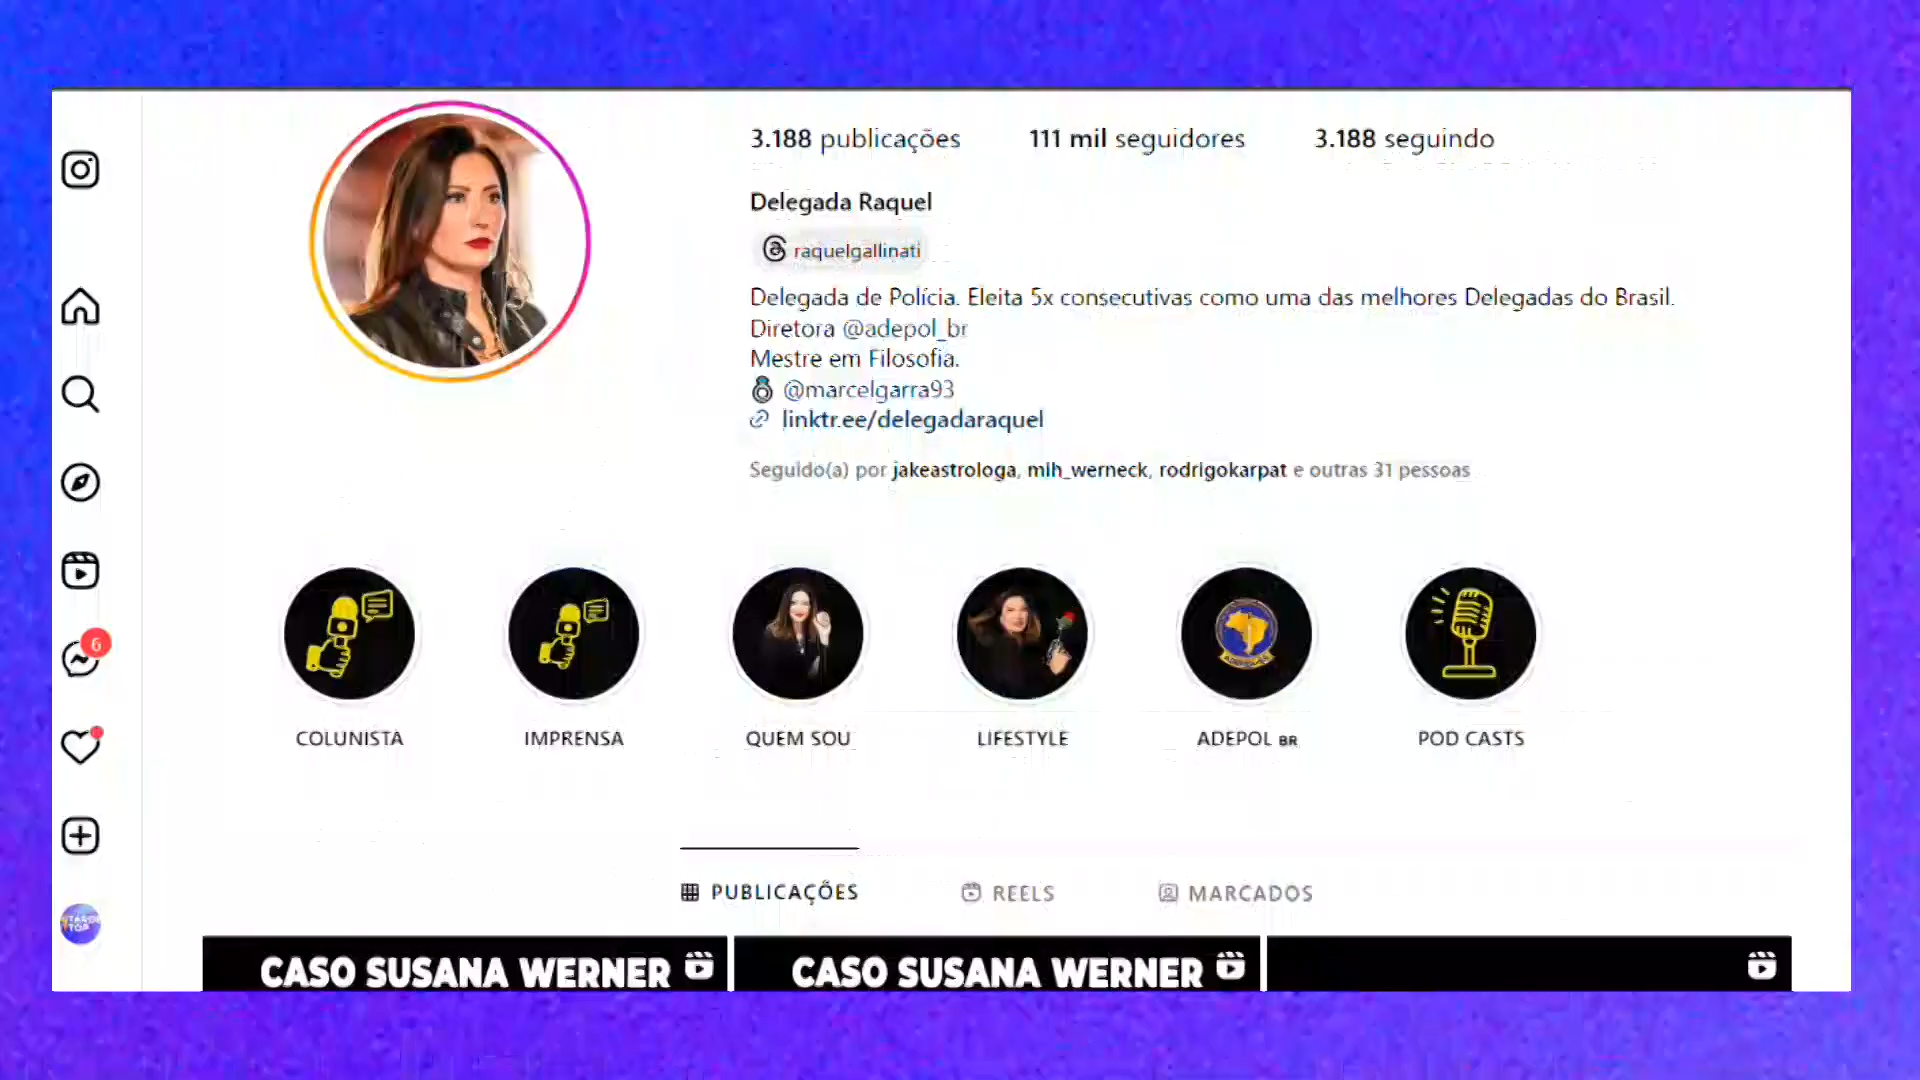 3.188 publicações 111 mil seguidores 3.188 seguindo
Delegada Raquel
raquelgallinati
Delegada de Polícia. Eleita 5x consecutivas como uma das melhores Delegadas do Brasil.
Diretora @adepol_br
Mestre em Filosofia.
@marcelgarra93
linktr.ee/delegadaraquel
Seguido(a) por jakeastrologa, mih_werneck, rodrigokarpat e outras 31 pessoas
6
COLUNISTA IMPRENSA QUEM SOU LIFESTYLE ADEPOL BR POD CASTS
PUBLICAÇÕES REELS MARCADOS
CASO SUSANA WERNER CASO SUSANA WERNER